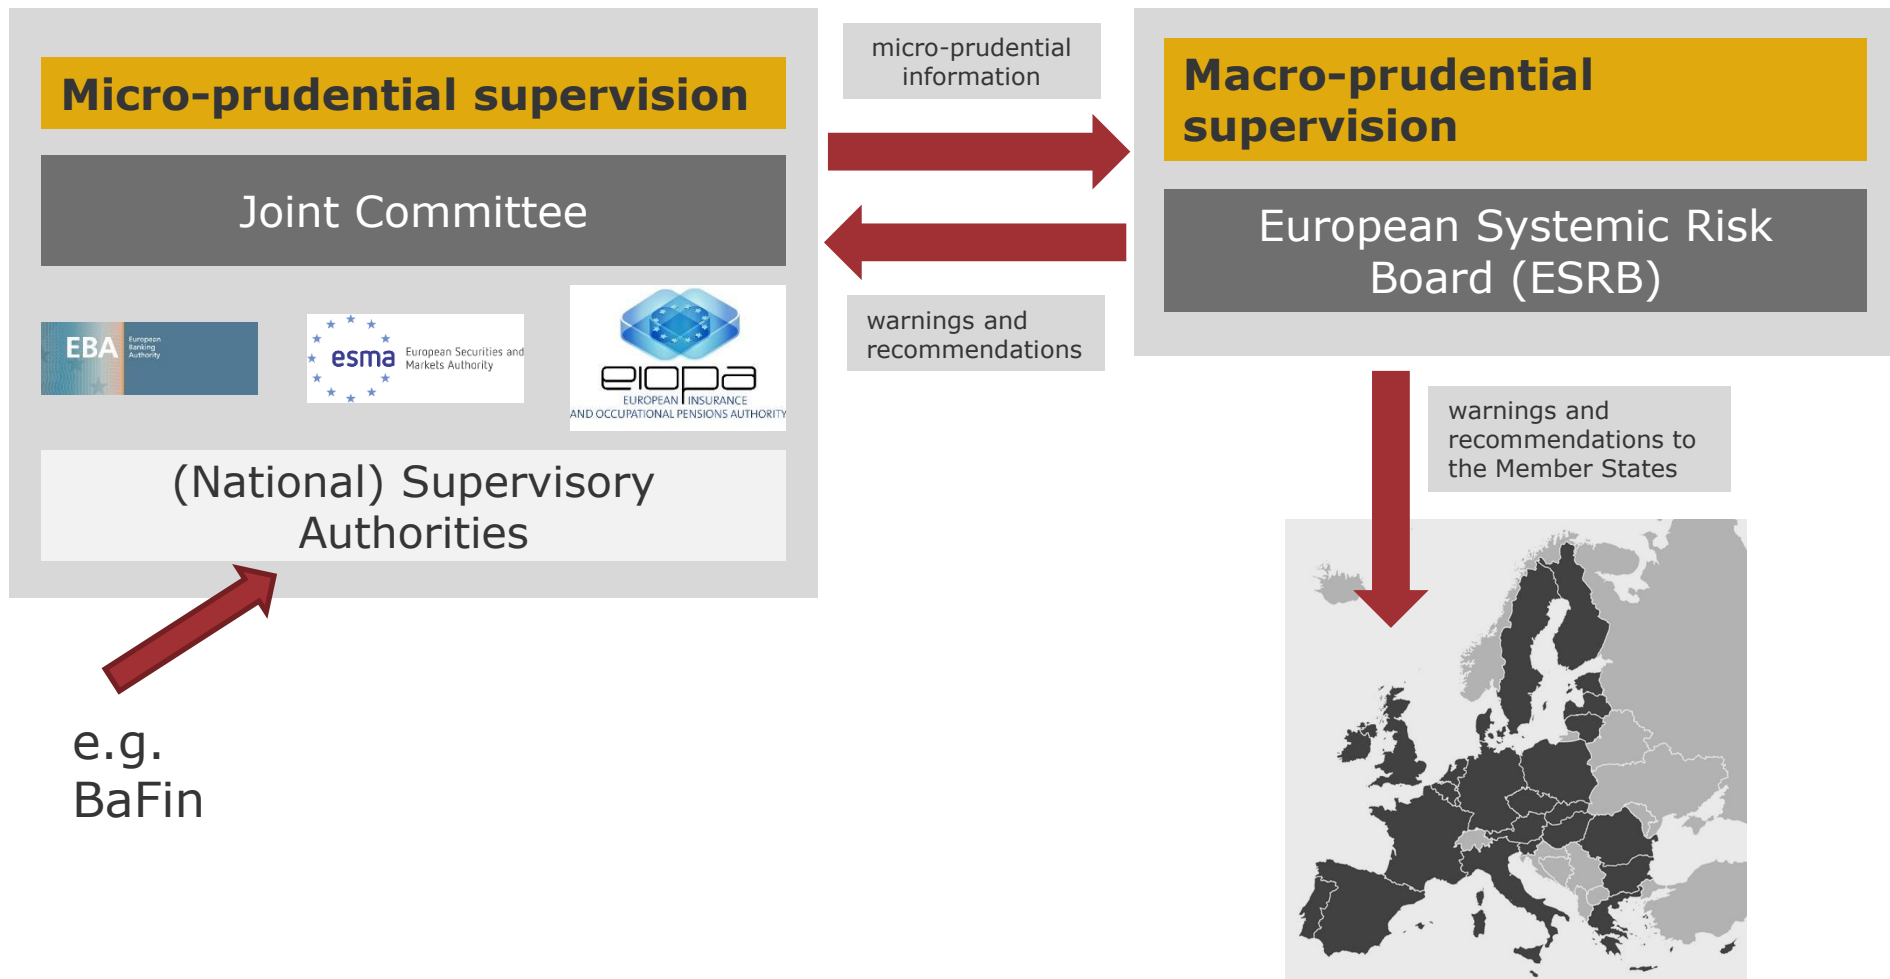 Micro-prudential supervision
Joint Committee
EBA
European
Banking
Authority
esma
European Securities and
Markets Authority
eiopa
EUROPEAN INSURANCE
AND OCCUPATIONAL PENSIONS AUTHORITY
(National) Supervisory
Authorities
e.g.
BaFin
micro-prudential
information
warnings and
recommendations
Macro-prudential
supervision
European Systemic Risk
Board (ESRB)
warnings and
recommendations to
the Member States